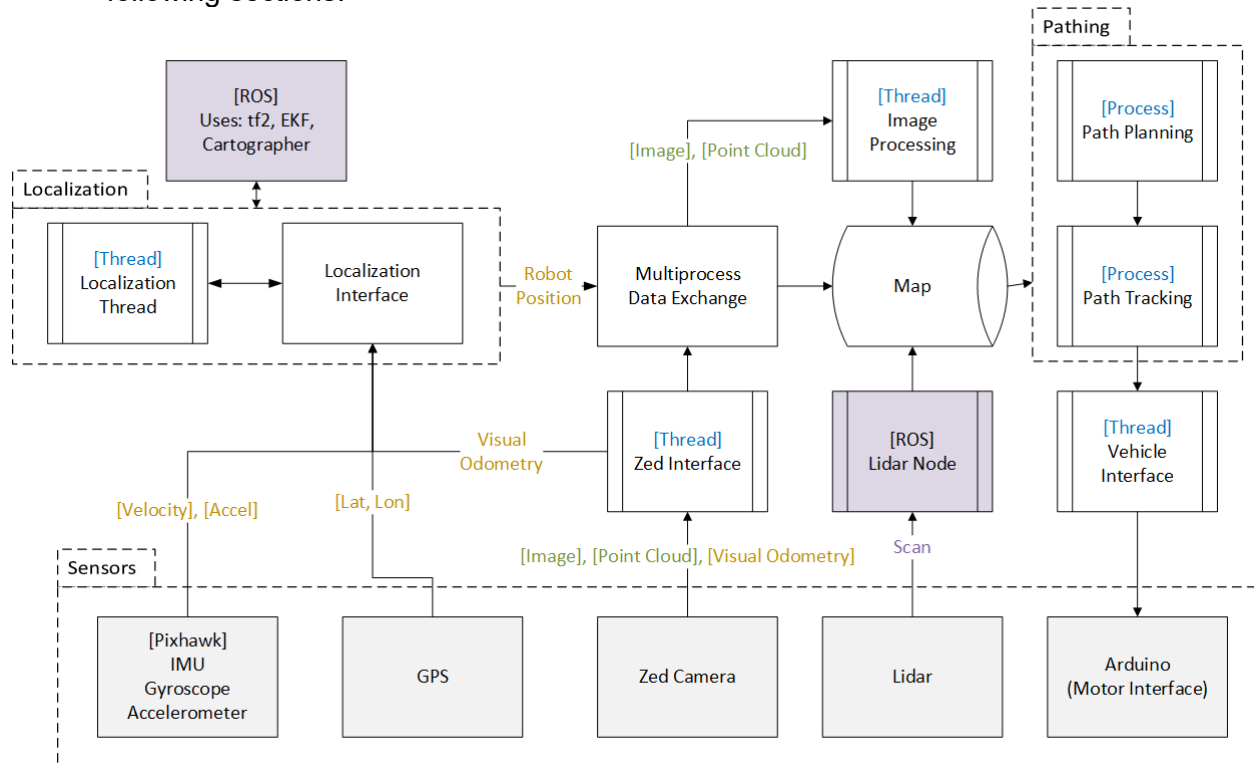 following sections.
Pathing
[ROS]
Uses: tf2, EKF,
Cartographer
[Thread]
Image
Processing
[Process]
Path Planning
[Image], [Point Cloud]
Localization
[Thread]
Localization
Thread
Localization
Interface
Robot
Position
Multiprocess
Data Exchange
Map
[Process]
Path Tracking
Visual
Odometry
[Thread]
Zed Interface
[ROS]
Lidar Node
[Thread]
Vehicle
Interface
[Velocity], [Accel]
[Lat, Lon]
[Image], [Point Cloud], [Visual Odometry]
Scan
Sensors
[Pixhawk]
IMU
Gyroscope
Accelerometer
GPS
Zed Camera
Lidar
Arduino
(Motor Interface)